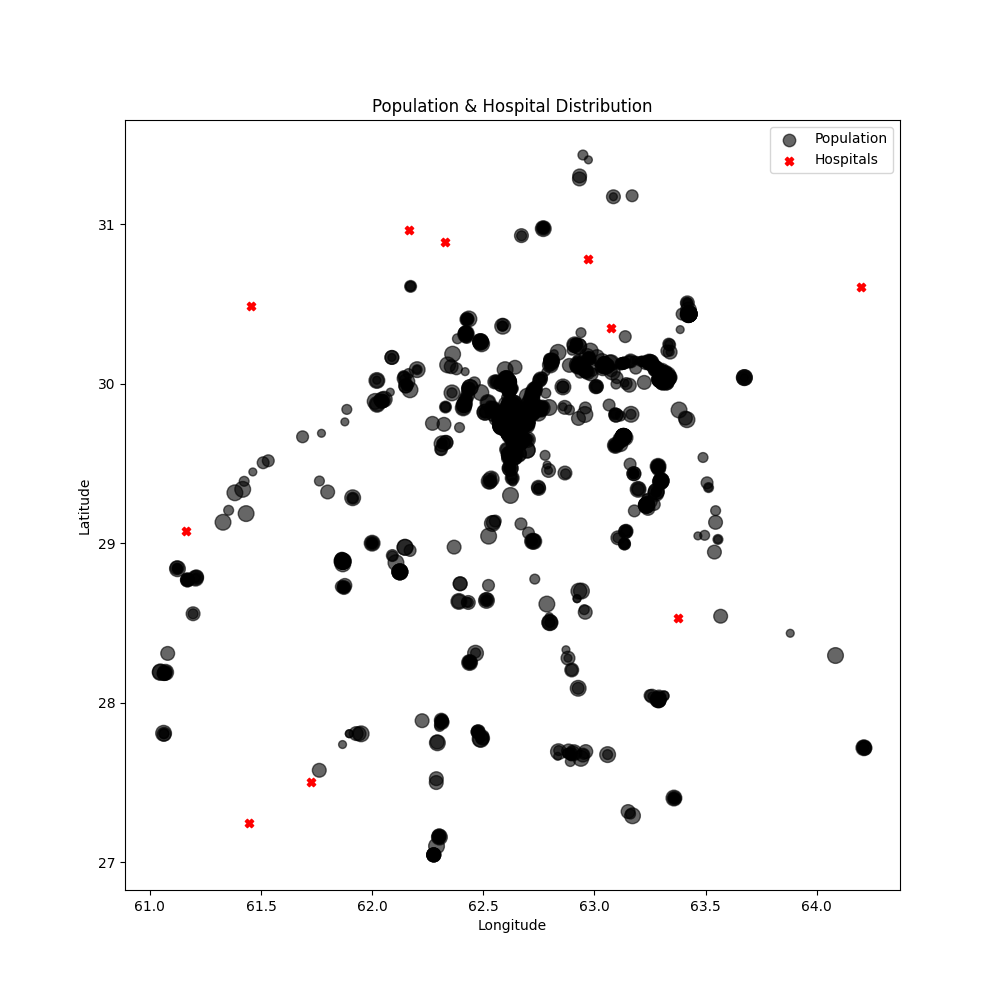 Population & Hospital Distribution
Population
Hospitals
Latitude
31
30
29
28
27
61.0 61.5 62.0 62.5 63.0 63.5 64.0
Longitude